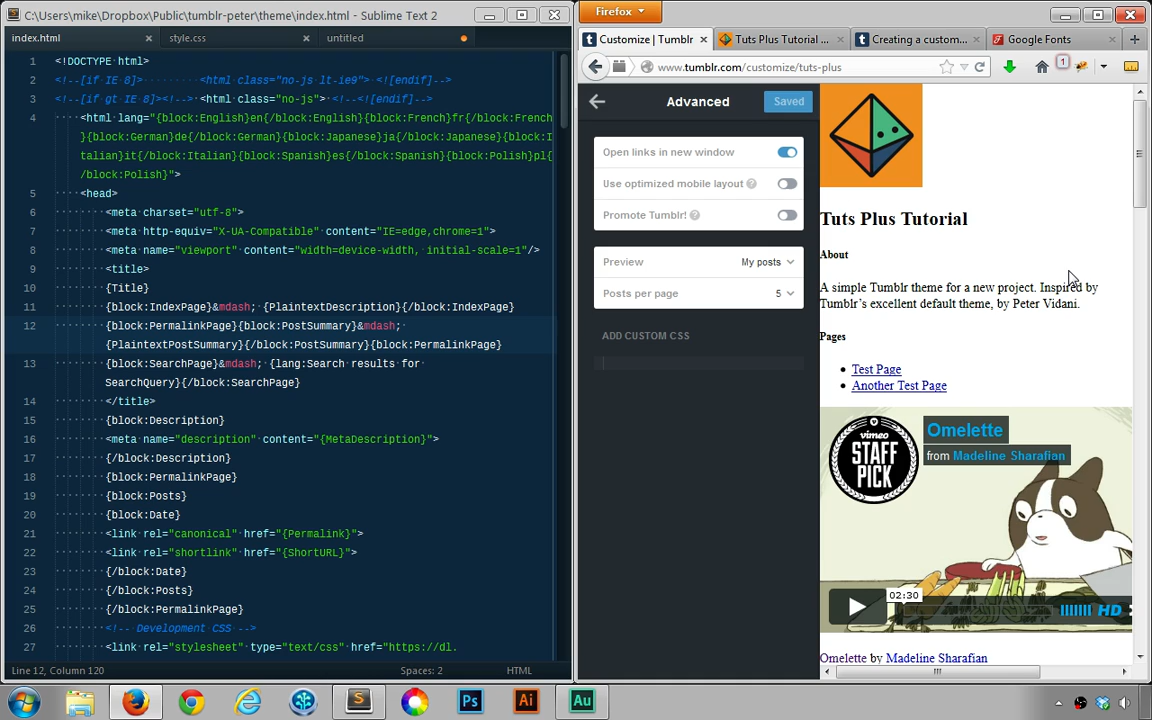 C:\Users\mike\Dropbox\Public\tumblr-peter\theme\index.html - Sublime Text 2
index.html
style.css
untitled
1 <!DOCTYPE html>
2 <!--[if IE 8]> <html class="no-js lt-ie9"> <![endif]-->
3 <!--[if gt IE 8]><!--> <html class="no-js"> <!--<![endif]-->
4 <html lang="{block:English}en{/block:English}{block:French}fr{/block:French
}{block:German}de{/block:German}{block:Japanese}ja{/block:Japanese}{block:I
talian}it{/block:Italian}{block:Spanish}es{/block:Spanish}{block:Polish}pl{
/block:Polish}">
5 <head>
6 <meta charset="utf-8">
7 <meta http-equiv="X-UA-Compatible" content="IE=edge,chrome=1">
8 <meta name="viewport" content="width=device-width, initial-scale=1"/>
9 <title>
10 {Title}
11 {block:IndexPage}&mdash; {PlaintextDescription}{/block:IndexPage}
12 {block:PermalinkPage}{block:PostSummary}&mdash;
{PlaintextPostSummary}{/block:PostSummary}{block:PermalinkPage}
13 {block:SearchPage}&mdash; {lang:Search results for
SearchQuery}{/block:SearchPage}
14 </title>
15 {block:Description}
16 <meta name="description" content="{MetaDescription}">
17 {/block:Description}
18 {block:PermalinkPage}
19 {block:Posts}
20 {block:Date}
21 <link rel="canonical" href="{Permalink}">
22 <link rel="shortlink" href="{ShortURL}">
23 {/block:Date}
24 {/block:Posts}
25 {/block:PermalinkPage}
26 <!-- Development CSS -->
27 <link rel="stylesheet" type="text/css" href="https://dl.
Line 12, Column 120
Spaces: 2
HTML
Firefox
Customize | Tumblr
Tuts Plus Tutorial ...
Creating a custom...
Google Fonts
www.tumblr.com/customize/tuts-plus
1
Advanced
Saved
Open links in new window
Use optimized mobile layout ?
Promote Tumblr! ?
Preview
My posts
Posts per page
5
ADD CUSTOM CSS
Tuts Plus Tutorial
About
A simple Tumblr theme for a new project. Inspired by
Tumblr's excellent default theme, by Peter Vidani.
Pages
Test Page
Another Test Page
vimeo
STAFF
PICK
Omelette
from Madeline Sharafian
02:30
HD
Omelette by Madeline Sharafian
Ps
Ai
Au